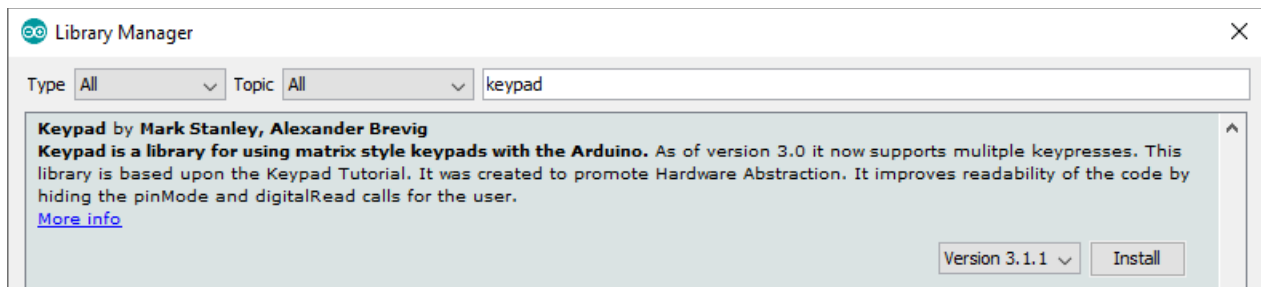 Library Manager
Type All Topic All keypad
Keypad by Mark Stanley, Alexander Brevig
Keypad is a library for using matrix style keypads with the Arduino. As of version 3.0 it now supports mulitple keypresses. This
library is based upon the Keypad Tutorial. It was created to promote Hardware Abstraction. It improves readability of the code by
hiding the pinMode and digitalRead calls for the user.
More info
Version 3.1.1 Install